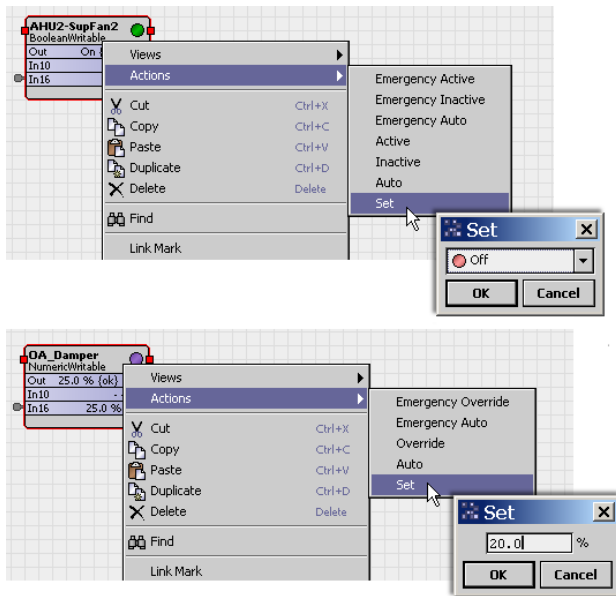 AHU2-SupFan2
BooleanWritable
Out On {
In10
In16
Views
Actions
Cut Ctrl+X
Copy Ctrl+C
Paste Ctrl+V
Duplicate Ctrl+D
Delete Delete
Find
Link Mark
Emergency Active
Emergency Inactive
Emergency Auto
Active
Inactive
Auto
Set
Set
Off
OK Cancel
OA_Damper
NumericWritable
Out 25.0 % {ok}
In10 - -
In16 25.0 %
Views
Actions
Cut Ctrl+X
Copy Ctrl+C
Paste Ctrl+V
Duplicate Ctrl+D
Delete Delete
Find
Link Mark
Emergency Override
Emergency Auto
Override
Auto
Set
Set
20.0 %
OK Cancel